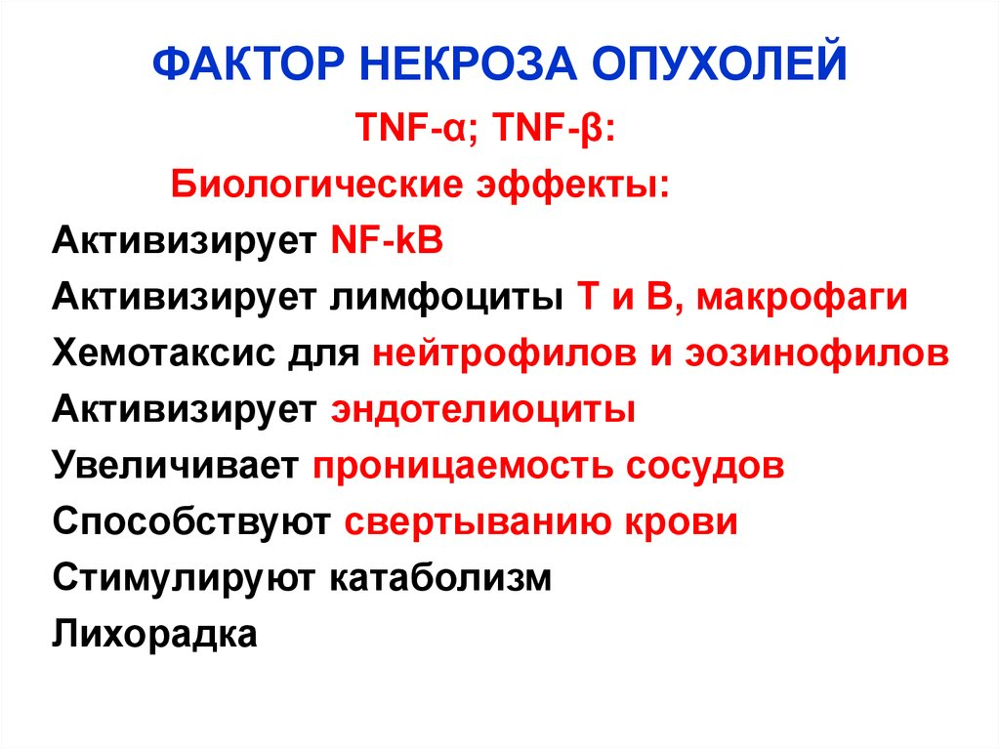 ФАКТОР НЕКРОЗА ОПУХОЛЕЙ
TNF-α; TNF-β:
Биологические эффекты:
Активизирует NF-kB
Активизирует лимфоциты Т и В, макрофаги
Хемотаксис для нейтрофилов и эозинофилов
Активизирует эндотелиоциты
Увеличивает проницаемость сосудов
Способствуют свертыванию крови
Стимулируют катаболизм
Лихорадка